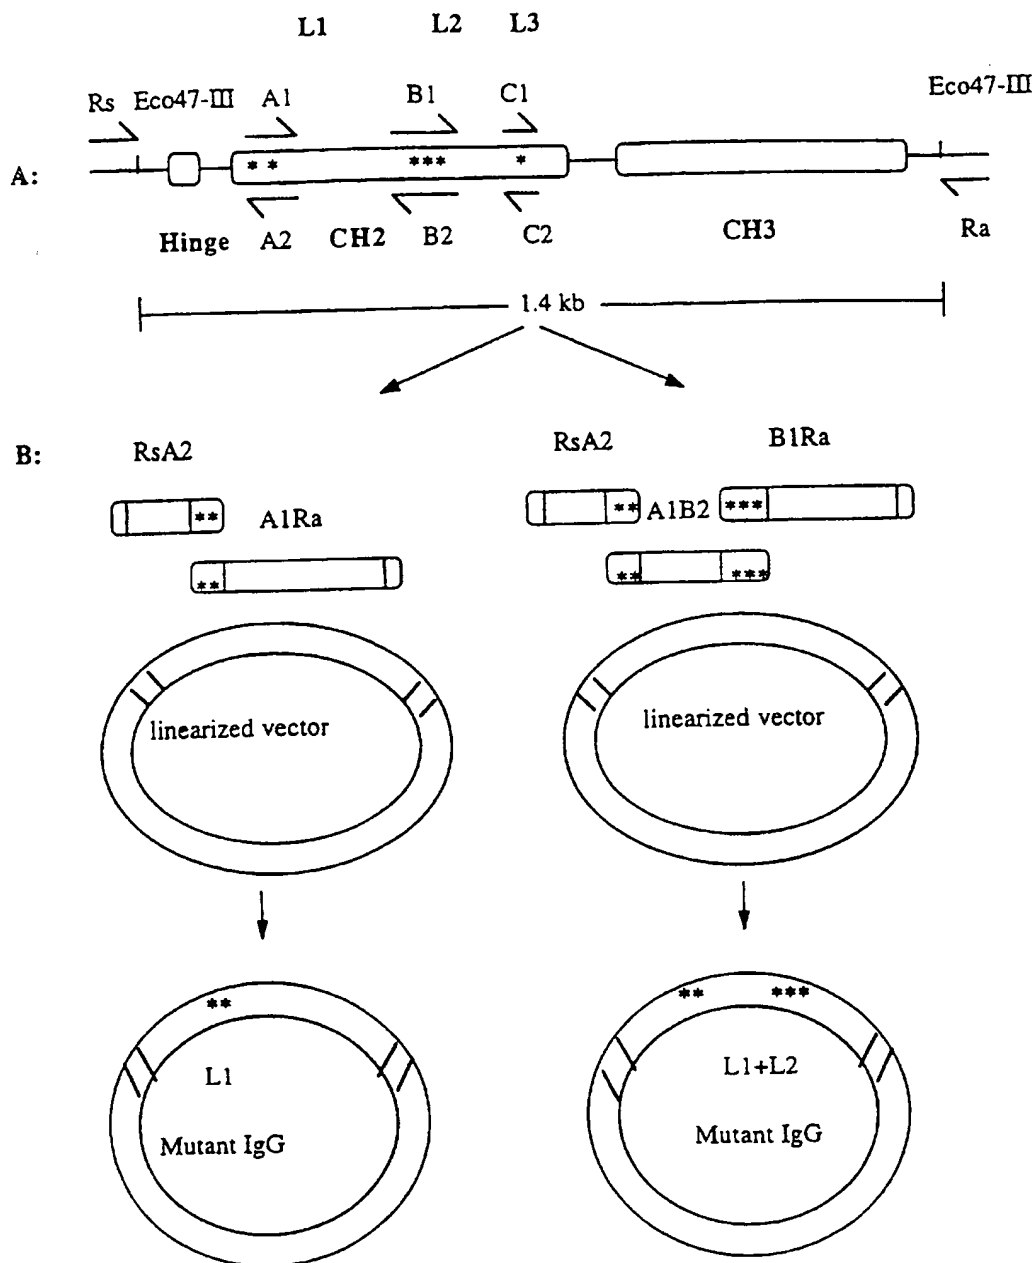 L1 L2 L3
Rs Eco47-III A1 B1 C1 Eco47-III
A: ** *** *
Hinge A2 CH2 B2 C2 CH3 Ra
1.4 kb
B: RsA2 RsA2 B1Ra
** A1Ra ** A1B2 ***
** ** ***
linearized vector linearized vector
** ** ***
L1 L1+L2
Mutant IgG Mutant IgG